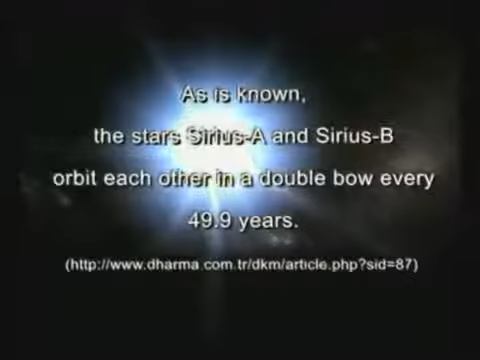 As is known,
the stars Sirius-A and Sirius-B
orbit each other in a double bow every
49.9 years.
(http://www.dharma.com.tr/dkm/article.php?sid=87)